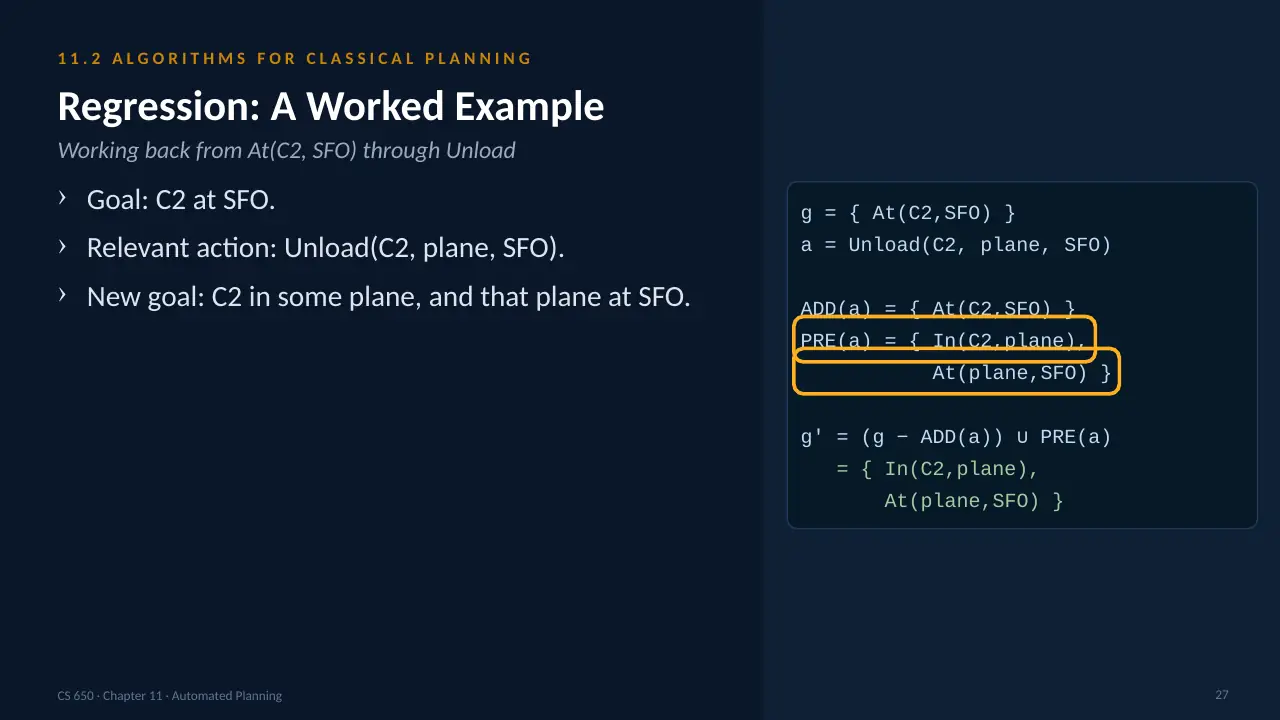 11.2 ALGORITHMS FOR CLASSICAL PLANNING
Regression: A Worked Example
Working back from At(C2, SFO) through Unload
› Goal: C2 at SFO.
› Relevant action: Unload(C2, plane, SFO).
› New goal: C2 in some plane, and that plane at SFO.
g = { At(C2,SFO) }
a = Unload(C2, plane, SFO)
ADD(a) = { At(C2,SFO) }
PRE(a) = { In(C2,plane),
At(plane,SFO) }
g' = (g − ADD(a)) ∪ PRE(a)
= { In(C2,plane),
At(plane,SFO) }
CS 650 · Chapter 11 · Automated Planning
27